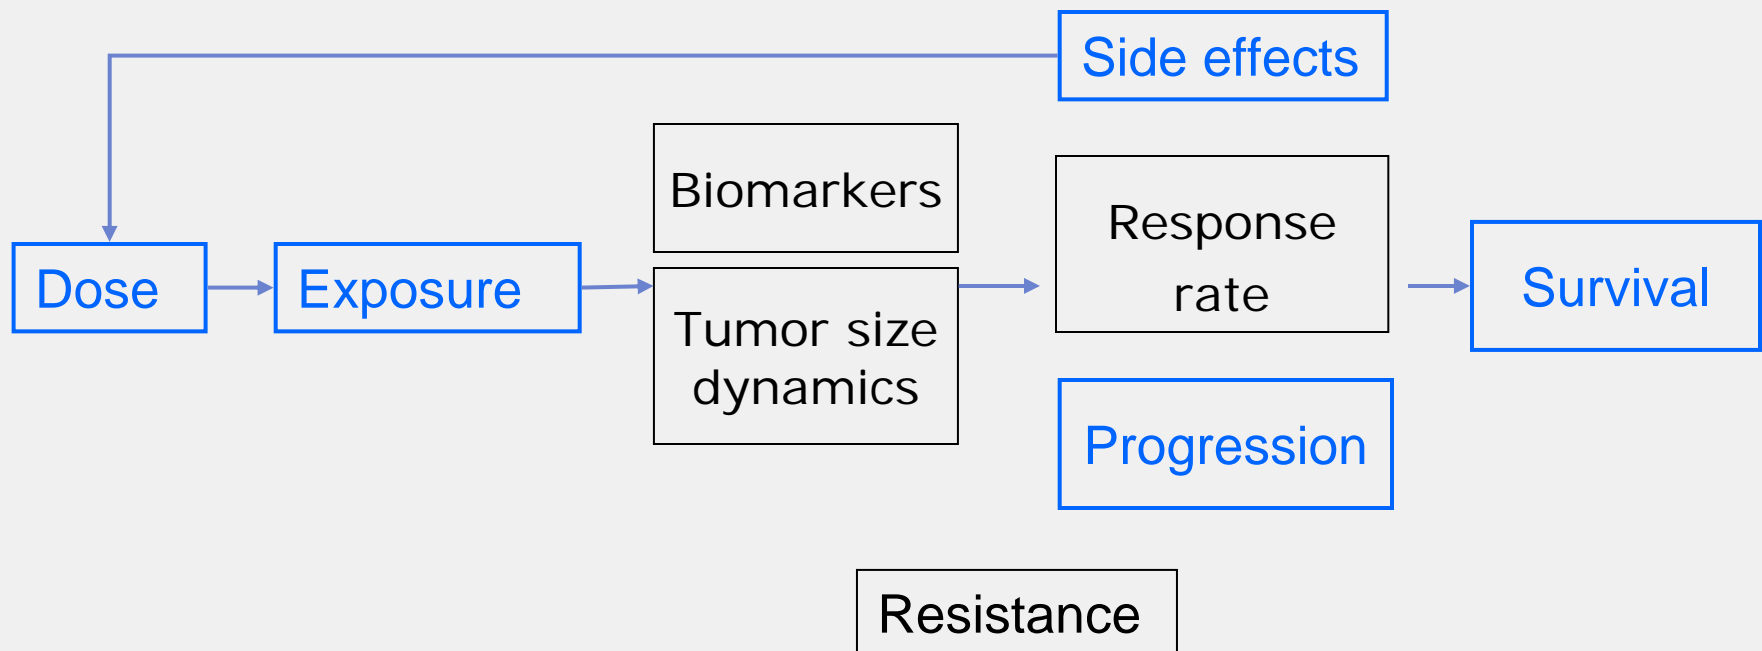 Side effects
Biomarkers
Dose
Exposure
Tumor size
dynamics
Response
rate
Survival
Progression
Resistance